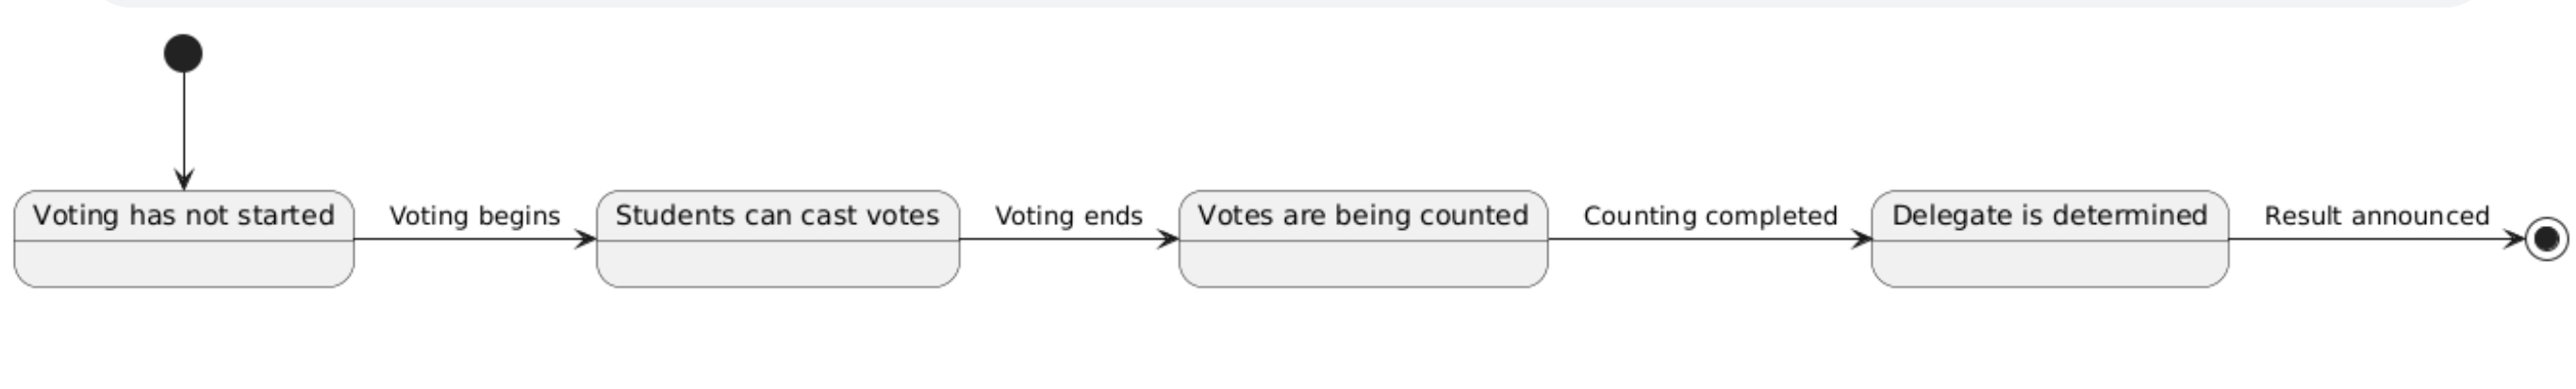 Voting has not started
Voting begins
Students can cast votes
Voting ends
Votes are being counted
Counting completed
Delegate is determined
Result announced